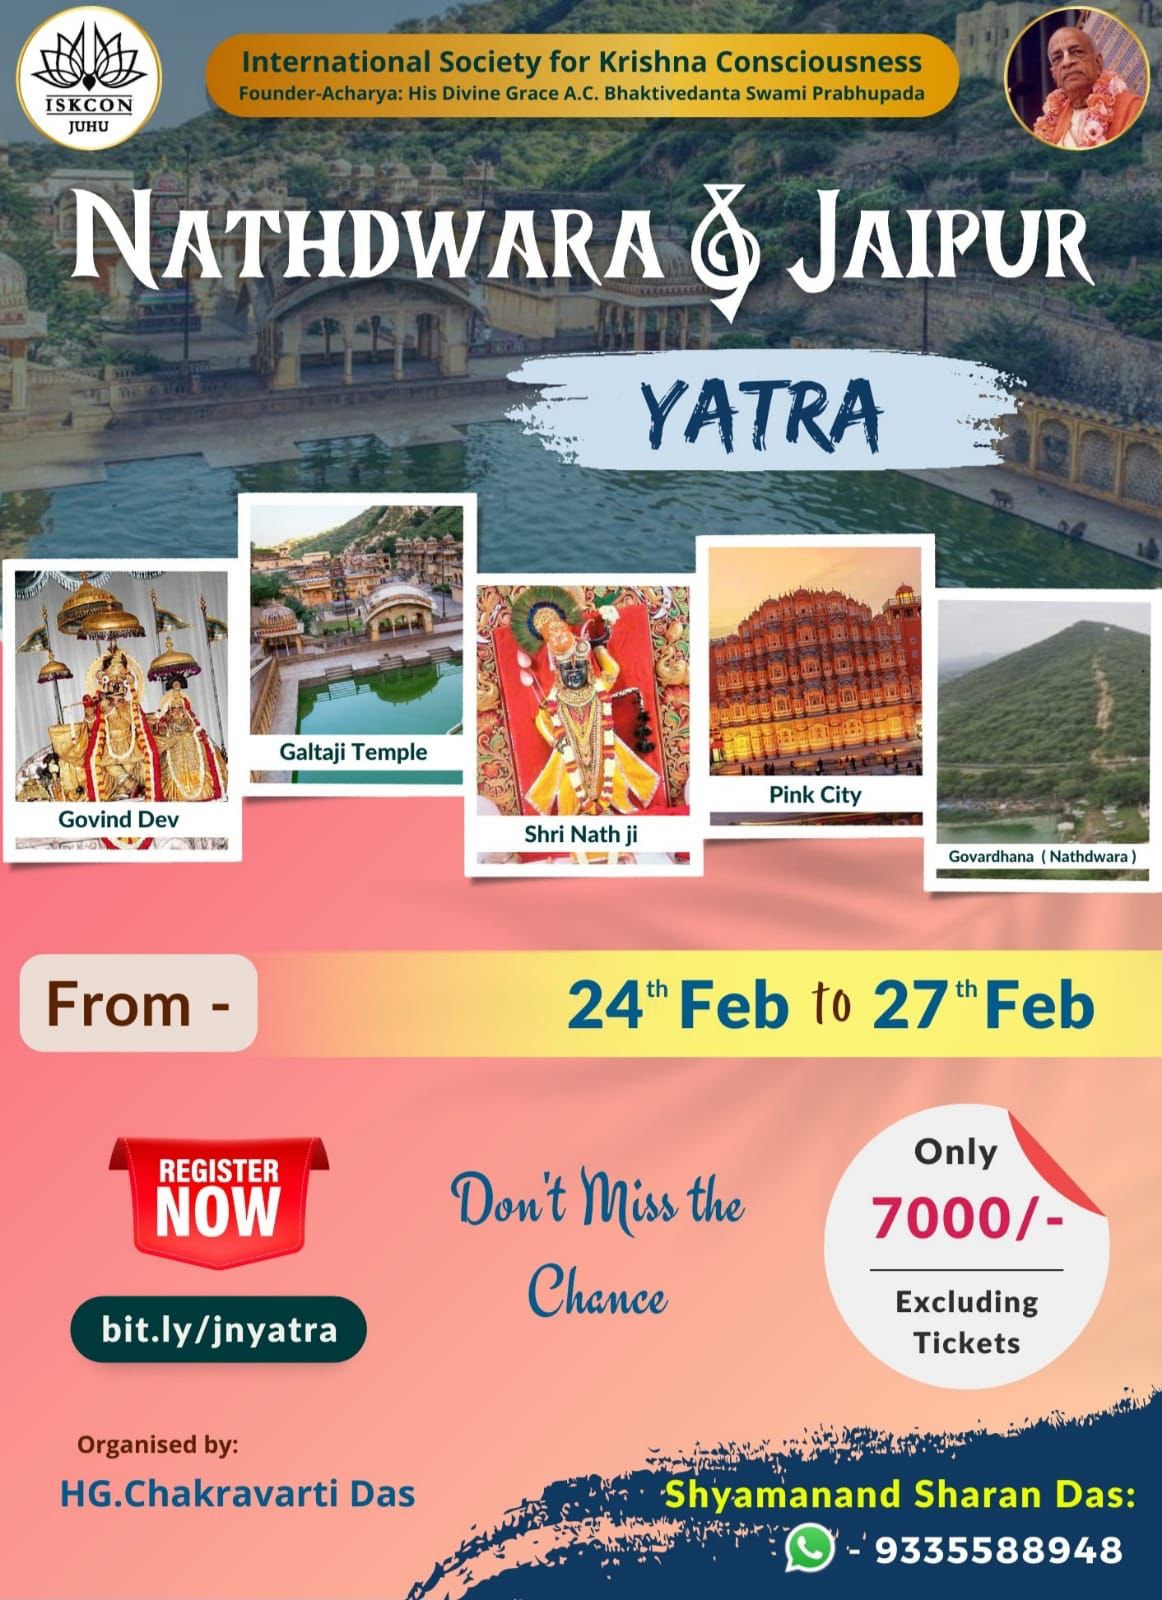 ISKCON
JUHU
International Society for Krishna Consciousness
Founder-Acharya: His Divine Grace A.C. Bhaktivedanta Swami Prabhupada
NATHDWARA & JAIPUR
YATRA
Govind Dev
Galtaji Temple
Shri Nath ji
Pink City
Govardhana ( Nathdwara )
From -
24th Feb to 27th Feb
REGISTER
NOW
bit.ly/jnyatra
Don't Miss the
Chance
Only
7000/-
Excluding
Tickets
Organised by:
HG.Chakravarti Das
Shyamanand Sharan Das:
- 9335588948